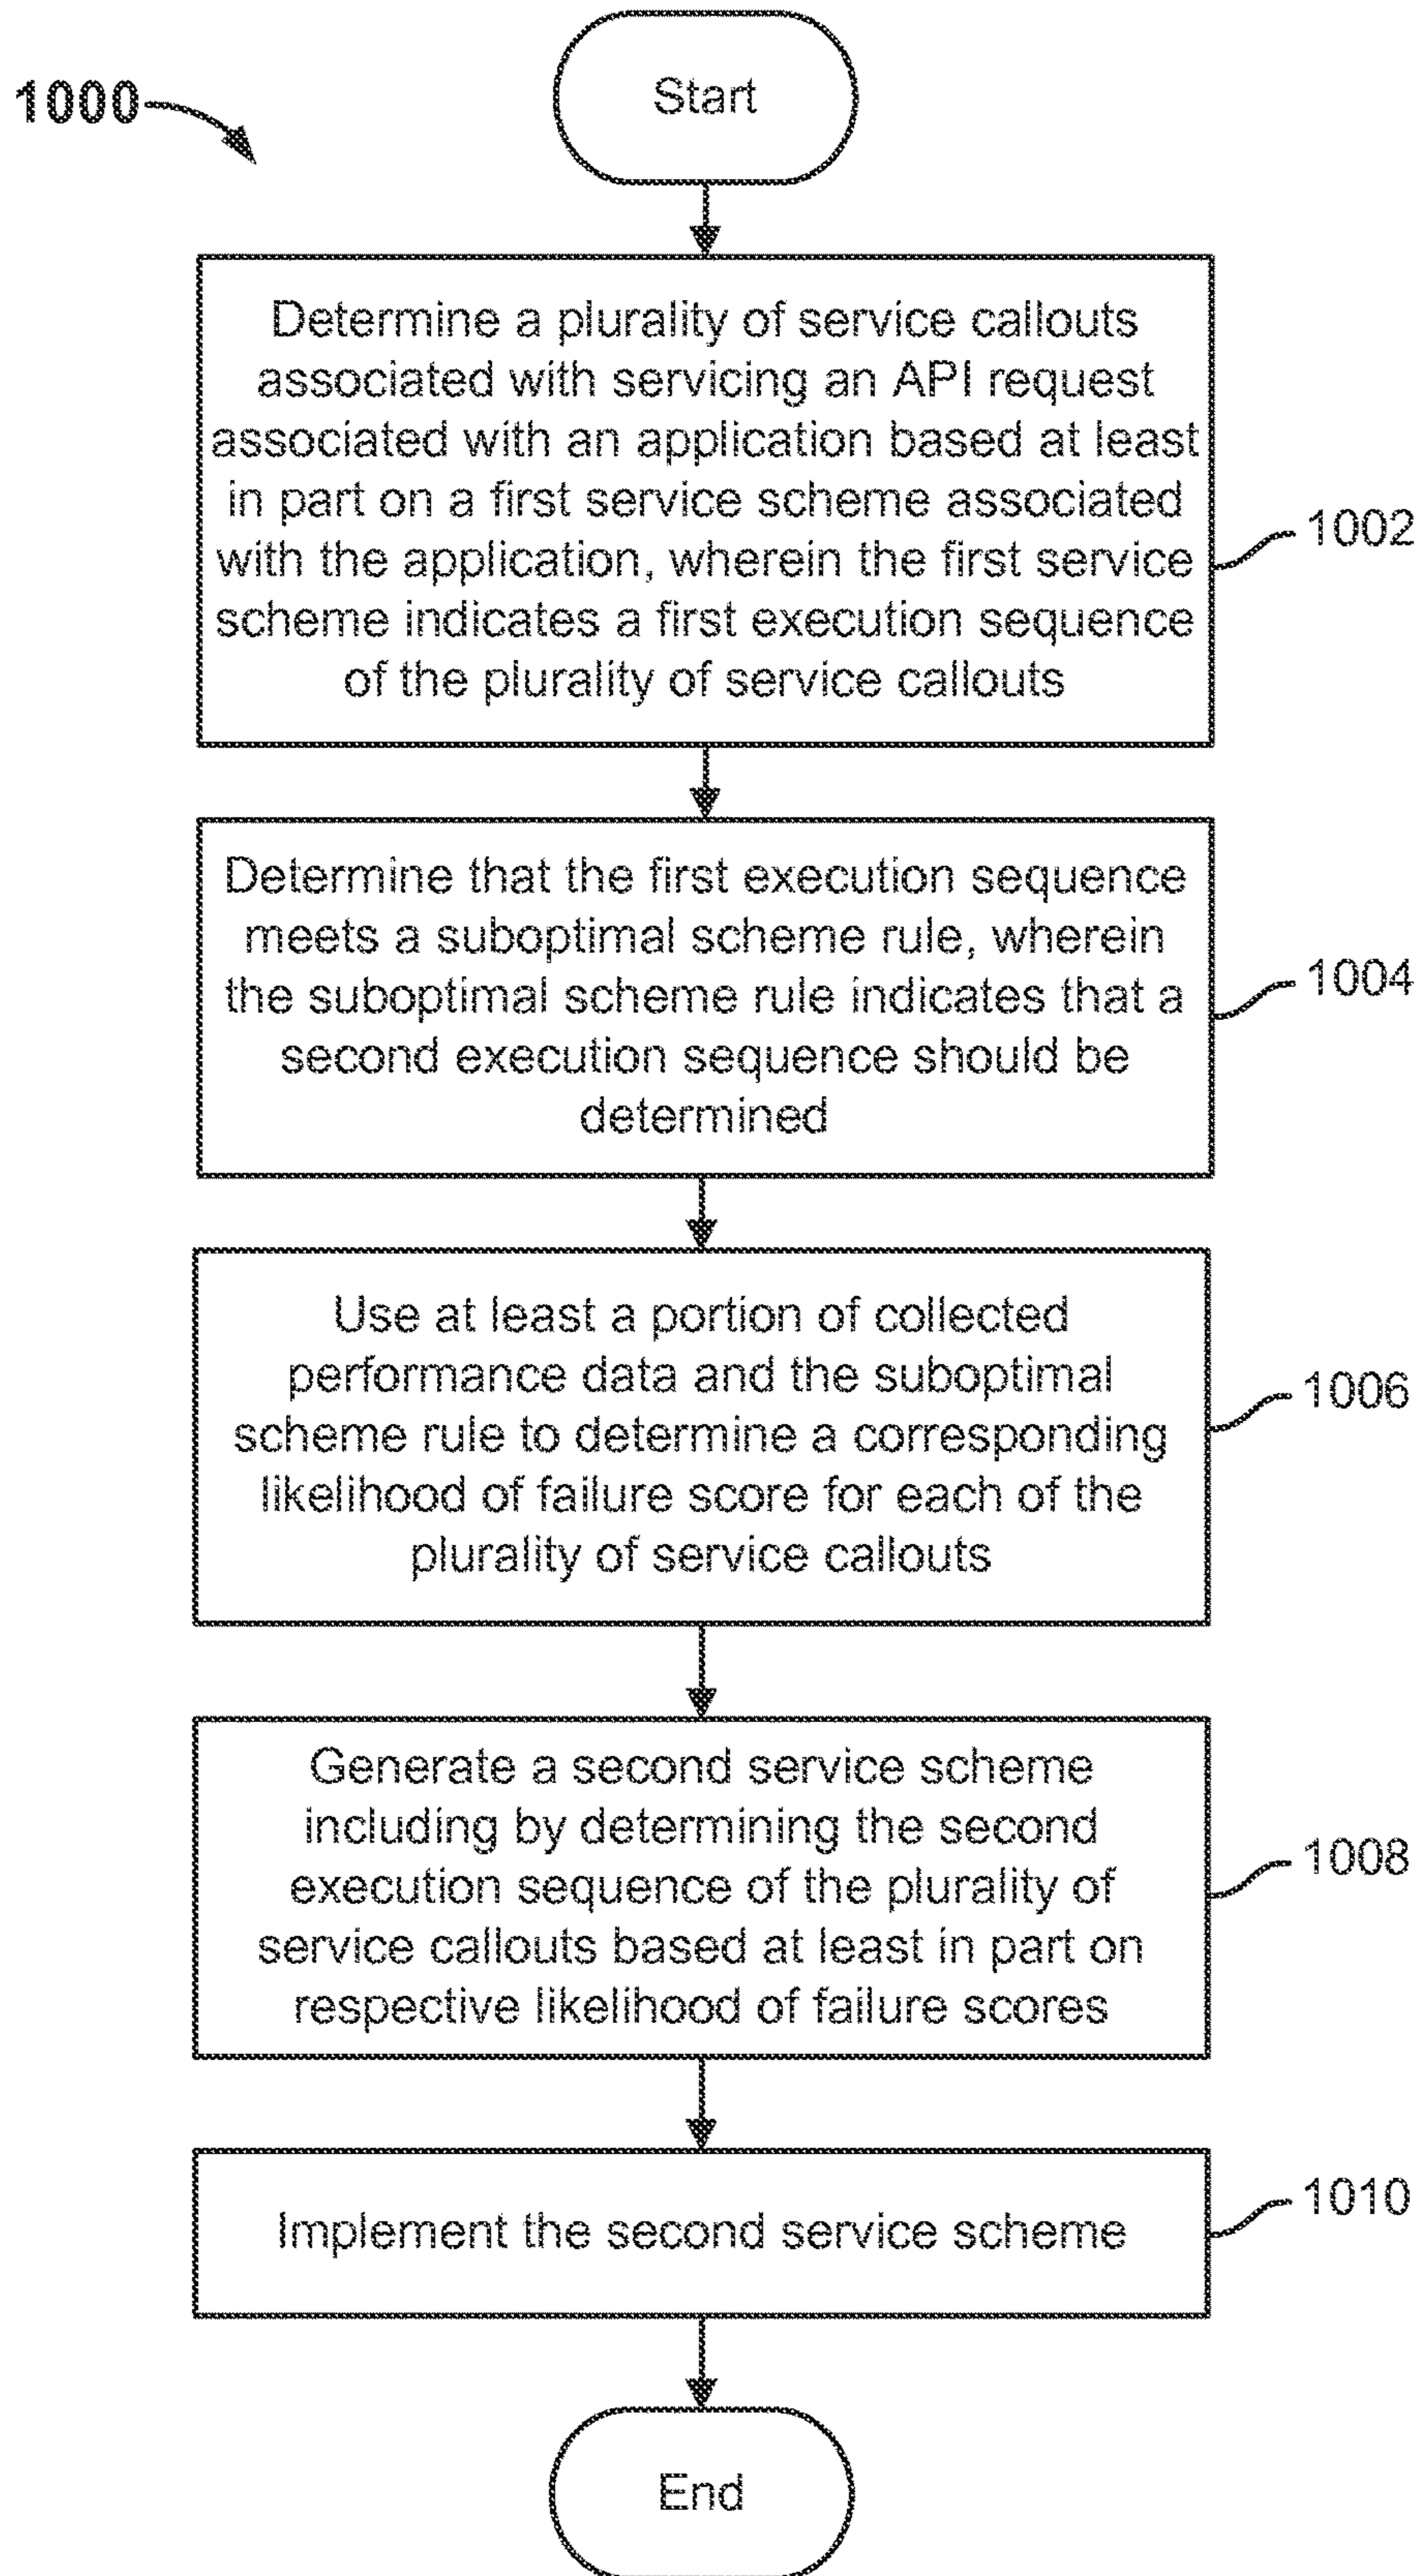 1000
Start
Determine a plurality of service callouts
associated with servicing an API request
associated with an application based at least
in part on a first service scheme associated
with the application, wherein the first service
scheme indicates a first execution sequence
of the plurality of service callouts
1002
Determine that the first execution sequence
meets a suboptimal scheme rule, wherein
the suboptimal scheme rule indicates that a
second execution sequence should be
determined
1004
Use at least a portion of collected
performance data and the suboptimal
scheme rule to determine a corresponding
likelihood of failure score for each of the
plurality of service callouts
1006
Generate a second service scheme
including by determining the second
execution sequence of the plurality of
service callouts based at least in part on
respective likelihood of failure scores
1008
Implement the second service scheme
1010
End